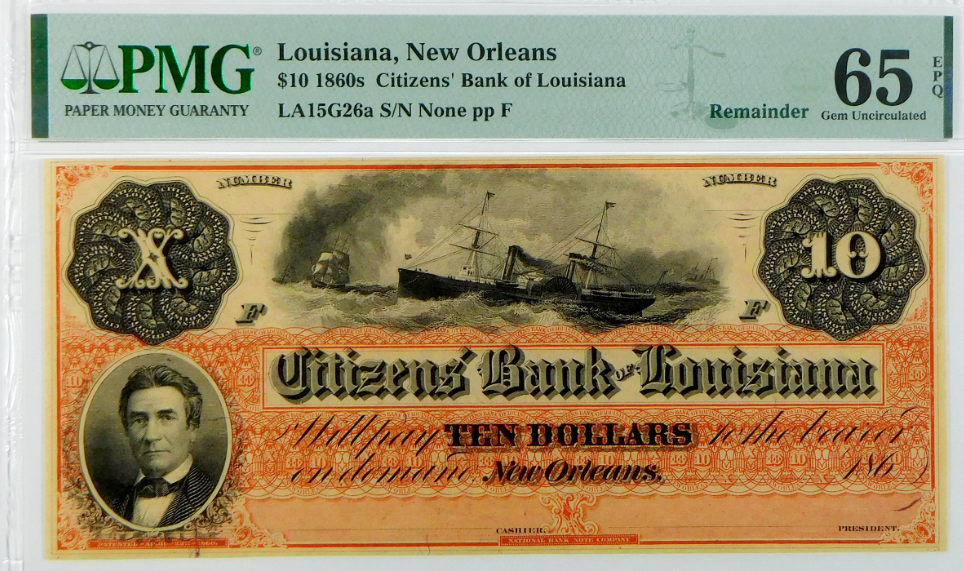 PMG®
PAPER MONEY GUARANTY
Louisiana, New Orleans
$10 1860s Citizens' Bank of Louisiana
LA15G26a S/N None pp F
Remainder
65
EPQ
Gem Uncirculated
NUMBER
NUMBER
X
10
F
F
Citizens' Bank OF Louisiana
Will pay TEN DOLLARS to the bearer
on demand. New Orleans. 186
CASHIER.
PRESIDENT.
NATIONAL BANK NOTE COMPANY